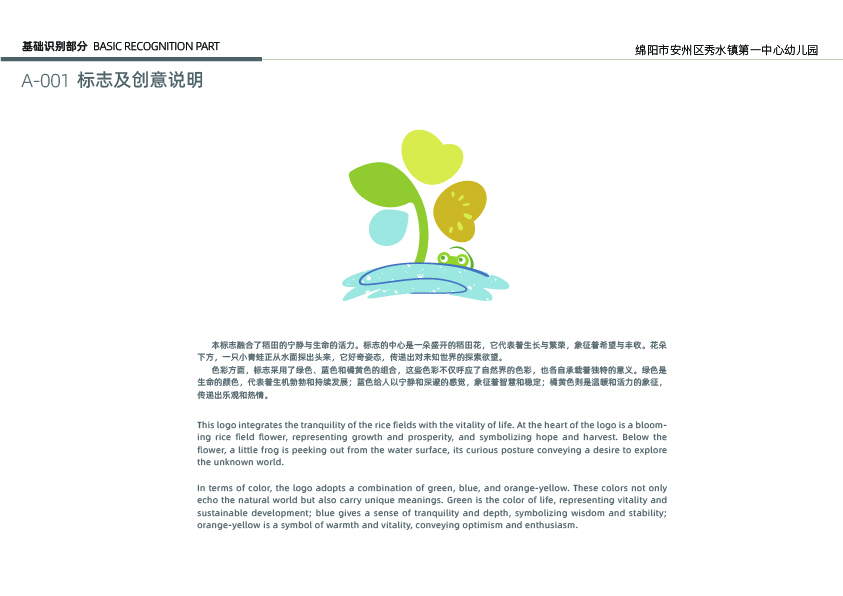 基础识别部分 BASIC RECOGNITION PART
绵阳市安州区秀水镇第一中心幼儿园
A-001 标志及创意说明
本标志融合了稻田的宁静与生命的活力。标志的中心是一朵盛开的稻田花，它代表着生长与繁荣，象征着希望与丰收。花朵
下方，一只小青蛙正从水面探出头来，它好奇姿态，传递出对未知世界的探索欲望。
色彩方面，标志采用了绿色、蓝色和橘黄色的组合，这些色彩不仅呼应了自然界的色彩，也各自承载着独特的意义。绿色是
生命的颜色，代表着生机勃勃和持续发展；蓝色给人以宁静和深邃的感觉，象征着智慧和稳定；橘黄色则是温暖和活力的象征，
传递出乐观和热情。
This logo integrates the tranquility of the rice fields with the vitality of life. At the heart of the logo is a bloom-
ing rice field flower, representing growth and prosperity, and symbolizing hope and harvest. Below the
flower, a little frog is peeking out from the water surface, its curious posture conveying a desire to explore
the unknown world.
In terms of color, the logo adopts a combination of green, blue, and orange-yellow. These colors not only
echo the natural world but also carry unique meanings. Green is the color of life, representing vitality and
sustainable development; blue gives a sense of tranquility and depth, symbolizing wisdom and stability;
orange-yellow is a symbol of warmth and vitality, conveying optimism and enthusiasm.